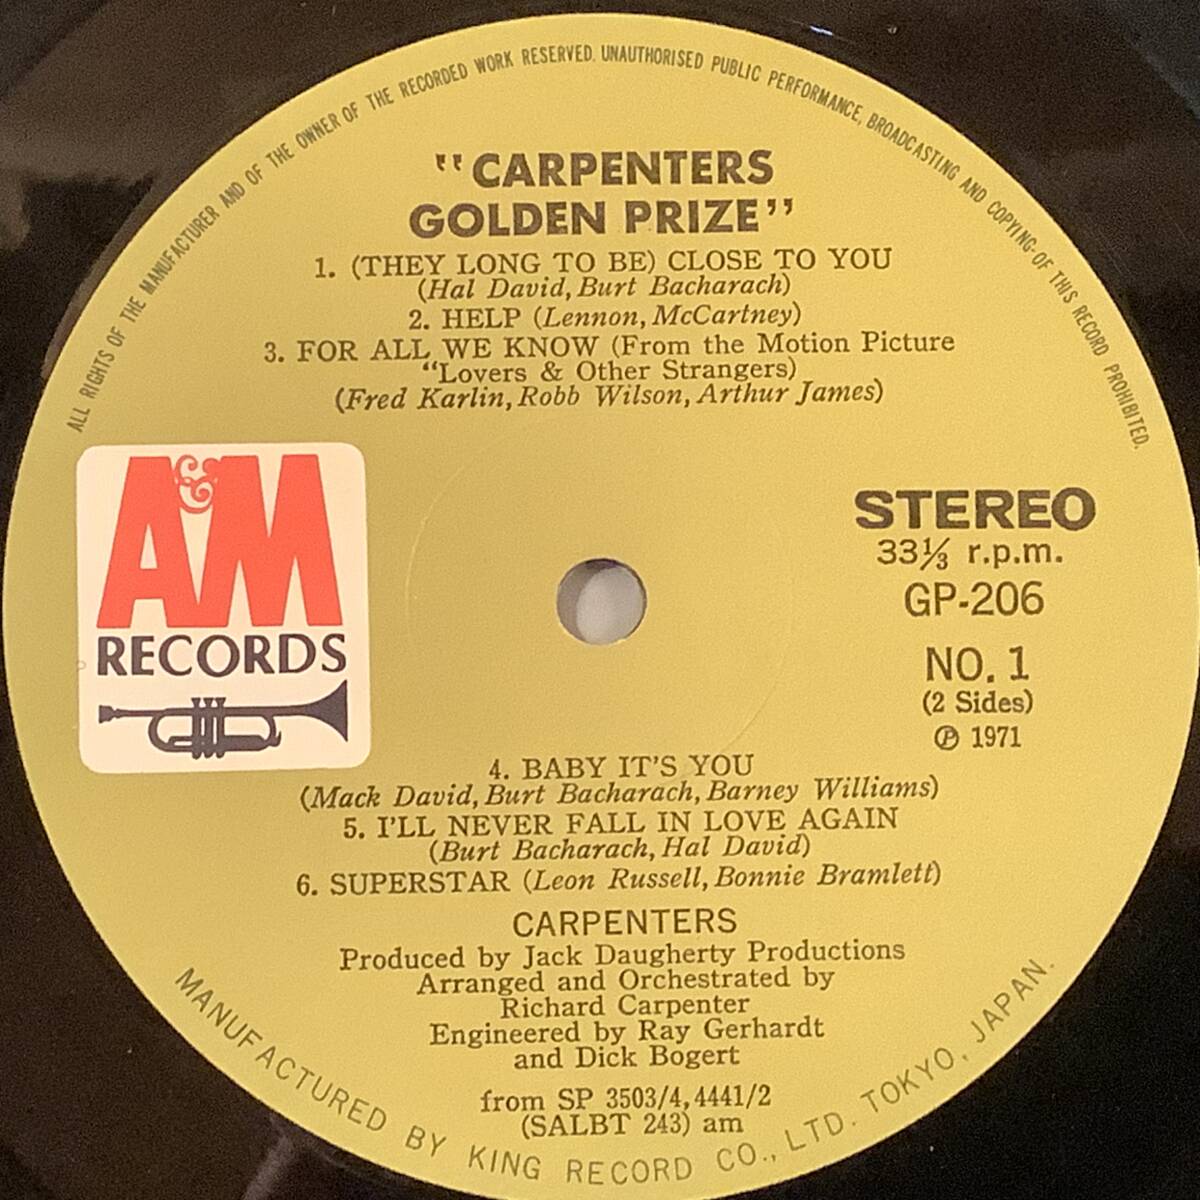 ALL RIGHTS OF THE MANUFACTURER AND OF THE OWNER OF THE RECORDED WORK RESERVED. UNAUTHORISED PUBLIC PERFORMANCE, BROADCASTING AND COPYING OF THIS RECORD PROHIBITED.
"CARPENTERS
GOLDEN PRIZE"
1. (THEY LONG TO BE) CLOSE TO YOU
(Hal David, Burt Bacharach)
2. HELP (Lennon, McCartney)
3. FOR ALL WE KNOW (From the Motion Picture
"Lovers & Other Strangers)
(Fred Karlin, Robb Wilson, Arthur James)
A&M
RECORDS
STEREO
33⅓ r.p.m.
GP-206
NO. 1
(2 Sides)
℗ 1971
4. BABY IT'S YOU
(Mack David, Burt Bacharach, Barney Williams)
5. I'LL NEVER FALL IN LOVE AGAIN
(Burt Bacharach, Hal David)
6. SUPERSTAR (Leon Russell, Bonnie Bramlett)
CARPENTERS
Produced by Jack Daugherty Productions
Arranged and Orchestrated by
Richard Carpenter
Engineered by Ray Gerhardt
and Dick Bogert
from SP 3503/4, 4441/2
(SALBT 243) am
MANUFACTURED BY KING RECORD CO., LTD. TOKYO, JAPAN.